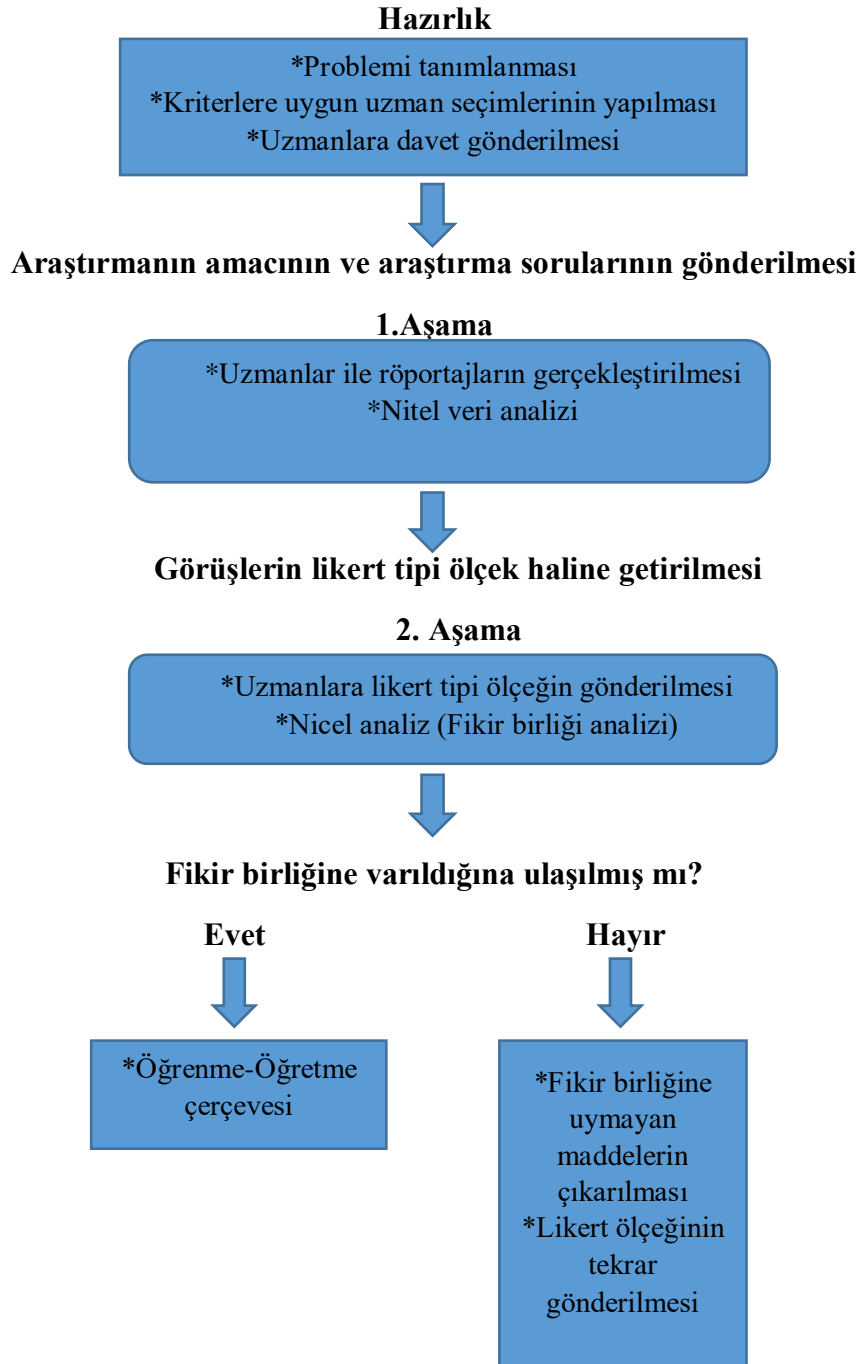 Hazırlık
*Problemi tanımlanması
*Kriterlere uygun uzman seçimlerinin yapılması
*Uzmanlara davet gönderilmesi
Araştırmanın amacının ve araştırma sorularının gönderilmesi
1.Aşama
*Uzmanlar ile röportajların gerçekleştirilmesi
*Nitel veri analizi
Görüşlerin likert tipi ölçek haline getirilmesi
2. Aşama
*Uzmanlara likert tipi ölçeğin gönderilmesi
*Nicel analiz (Fikir birliği analizi)
Fikir birliğine varıldığına ulaşılmış mı?
Evet
Hayır
*Öğrenme-Öğretme
çerçevesi
*Fikir birliğine
uymayan
maddelerin
çıkarılması
*Likert ölçeğinin
tekrar
gönderilmesi